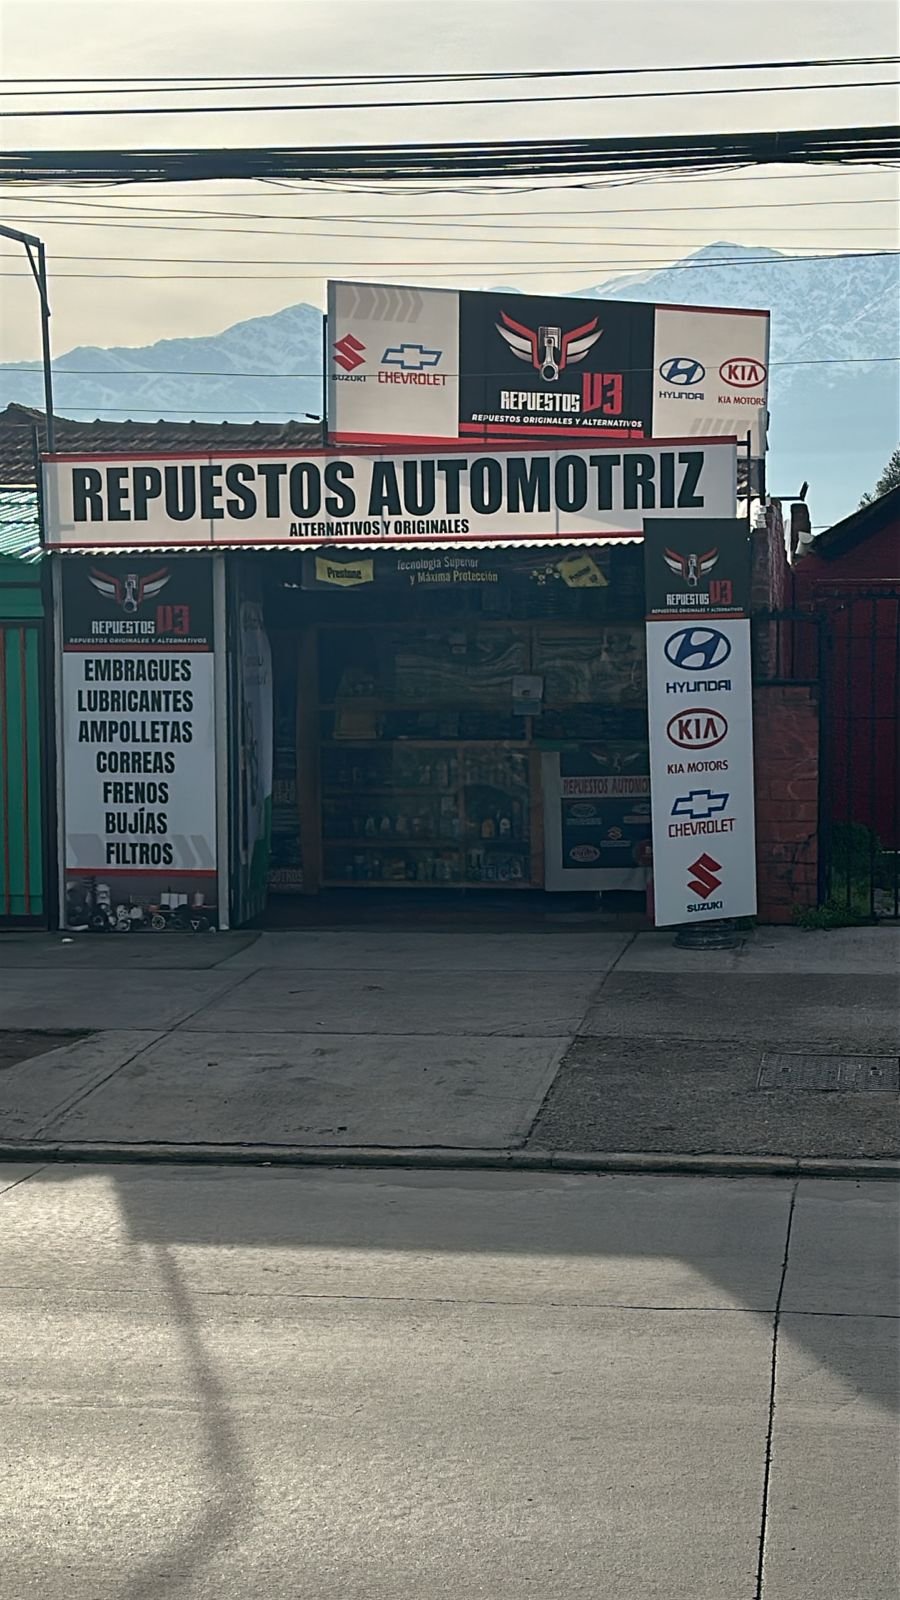 SUZUKI
CHEVROLET
REPUESTOS V3
REPUESTOS ORIGINALES Y ALTERNATIVOS
HYUNDAI
KIA
KIA MOTORS
REPUESTOS AUTOMOTRIZ
ALTERNATIVOS Y ORIGINALES
Prestone
Tecnología Superior
y Máxima Protección
REPUESTOS V3
REPUESTOS ORIGINALES Y ALTERNATIVOS
EMBRAGUES
LUBRICANTES
AMPOLLETAS
CORREAS
FRENOS
BUJÍAS
FILTROS
REPUESTOS AUTOMO
REPUESTOS V3
REPUESTOS ORIGINALES Y ALTERNATIVOS
HYUNDAI
KIA
KIA MOTORS
CHEVROLET
SUZUKI